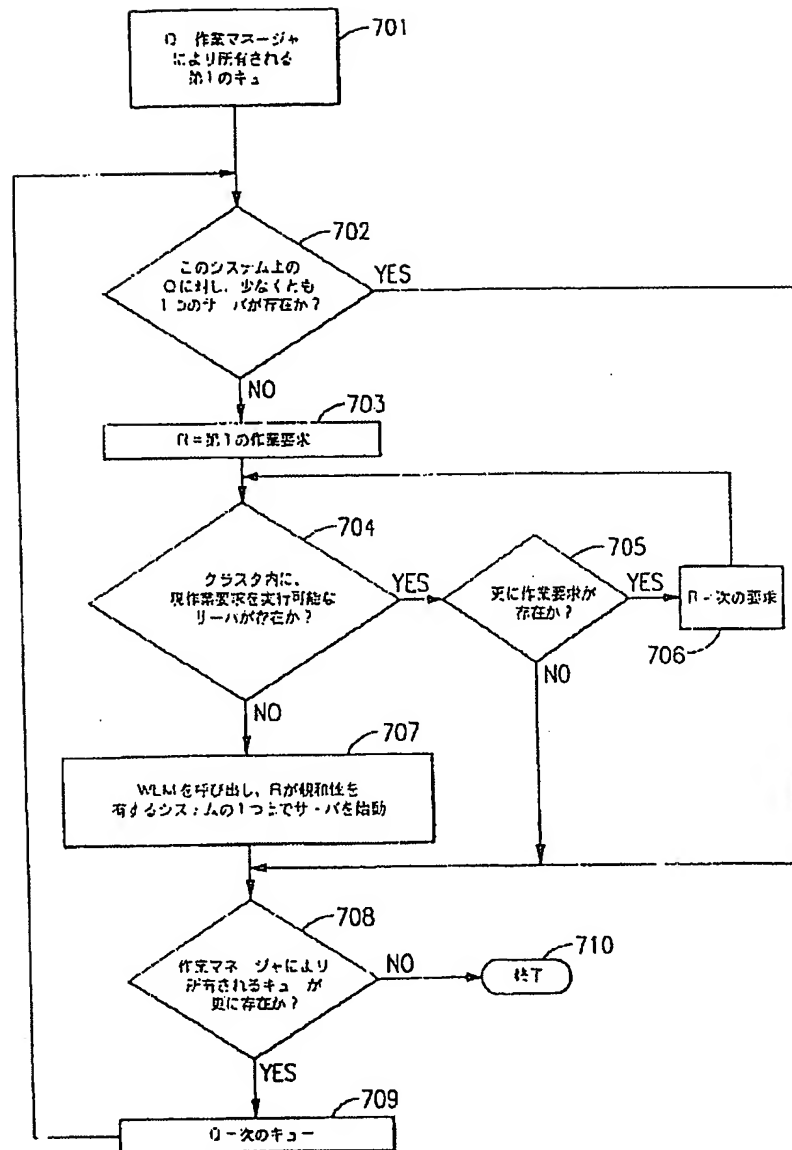 701
Q 作業マネージャ
により所有される
第1のキュー
702
このシステム上の
Qに対し、少なくとも
1つのサーバが存在か?
YES
NO
703
R=第1の作業要求
704
クラスタ内に、
現作業要求を実行可能な
サーバが存在か?
YES
NO
705
更に作業要求が
存在か?
YES
NO
R-次の要求
706
707
WLMを呼び出し、Rが親和性を
有するシステムの1つ上でサーバを始動
708
作業マネージャにより
所有されるキューが
更に存在か?
NO
YES
710
終了
709
Q-次のキュー